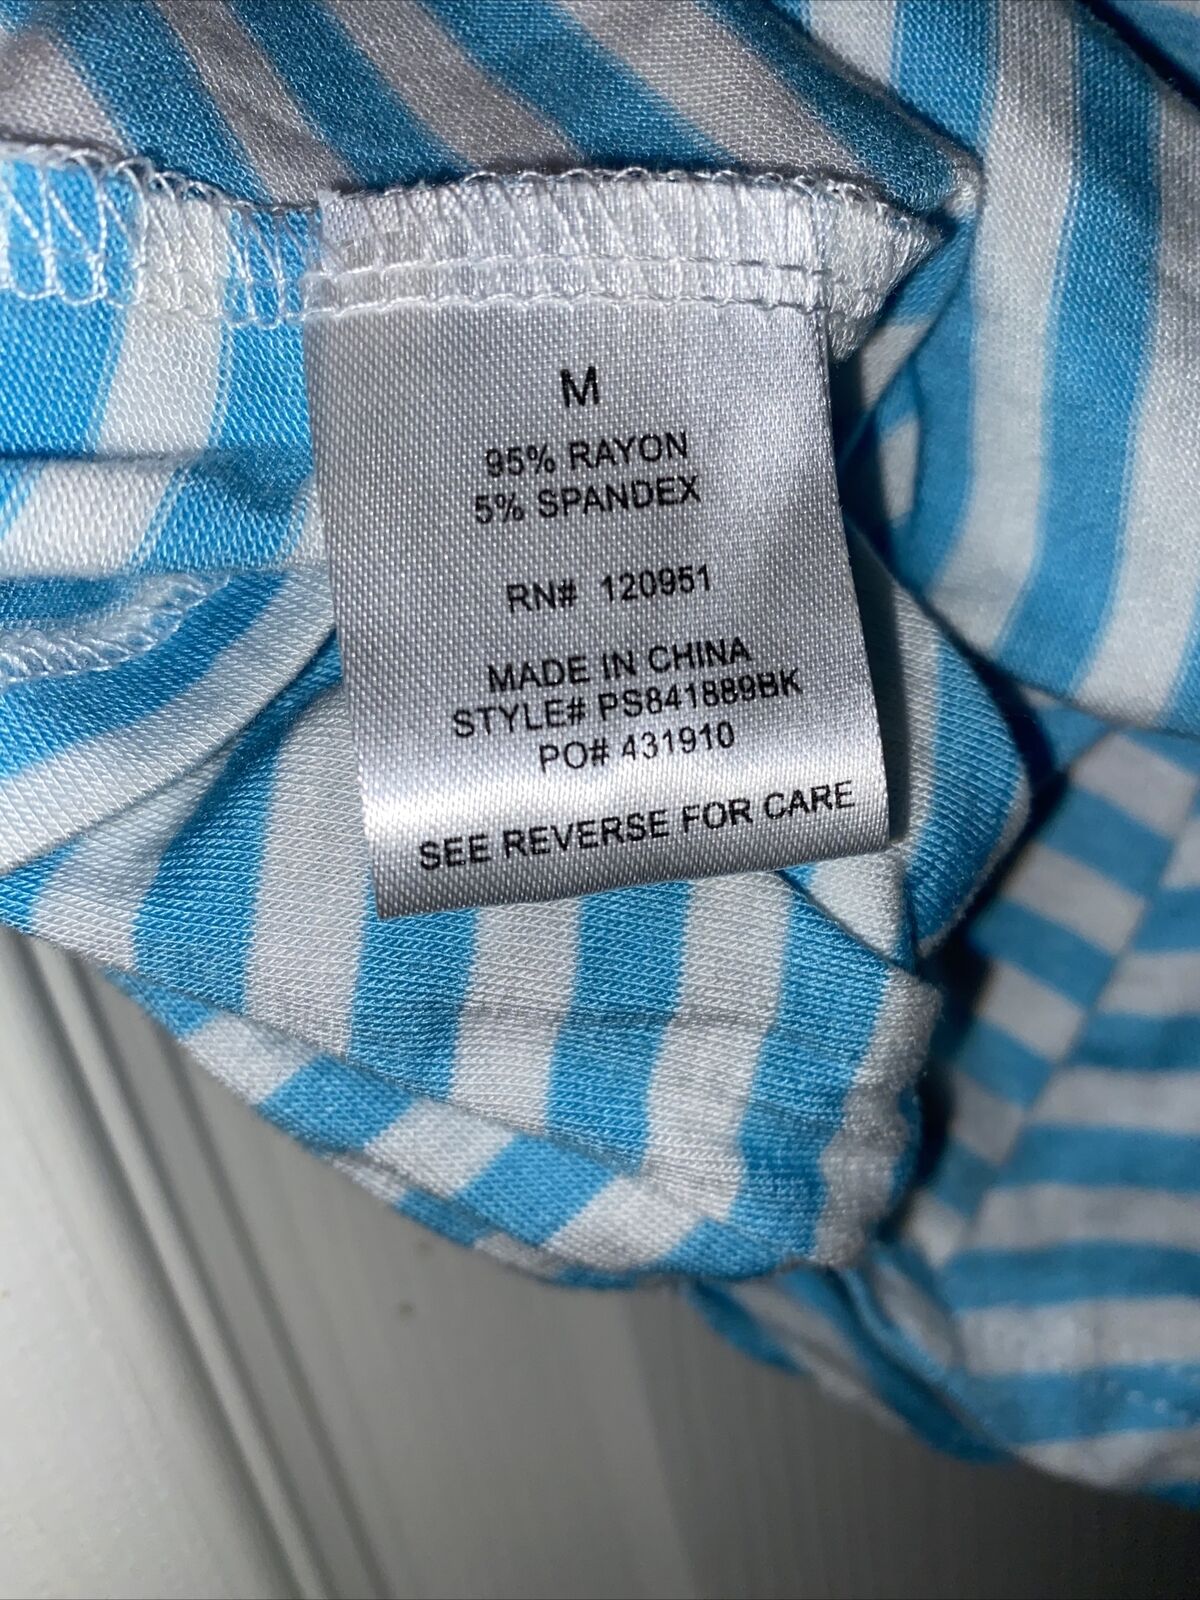 M
95% RAYON
5% SPANDEX
RN# 120951
MADE IN CHINA
STYLE# PS841889BK
PO# 431910
SEE REVERSE FOR CARE